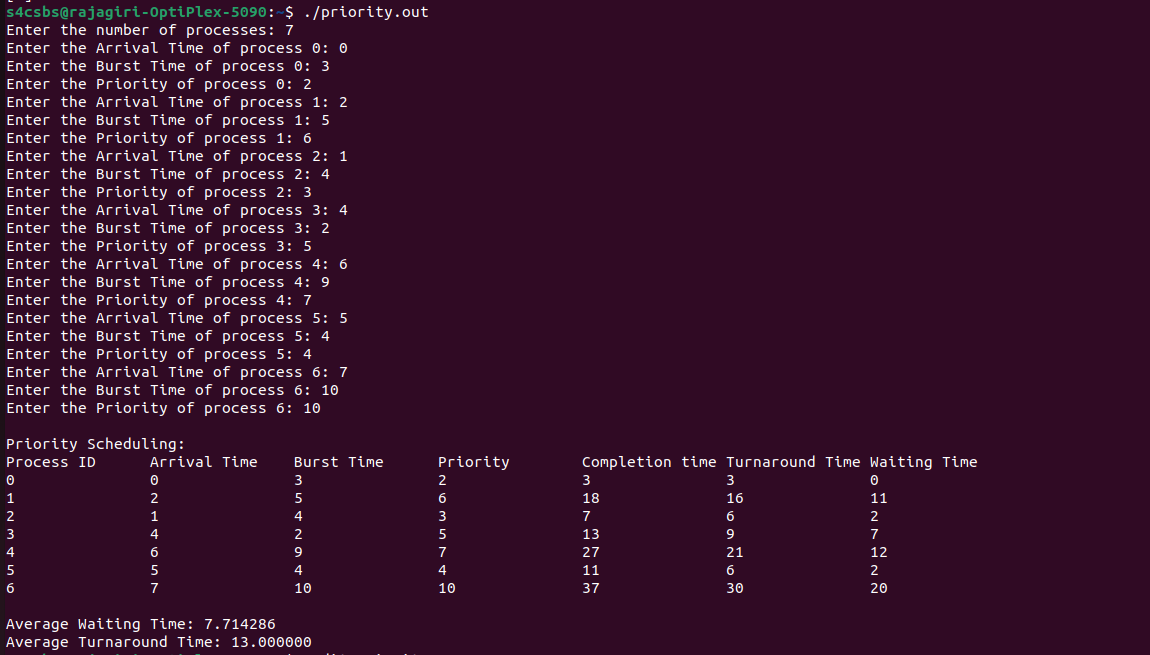 s4csbs@rajagiri-OptiPlex-5090:~$ ./priority.out
Enter the number of processes: 7
Enter the Arrival Time of process 0: 0
Enter the Burst Time of process 0: 3
Enter the Priority of process 0: 2
Enter the Arrival Time of process 1: 2
Enter the Burst Time of process 1: 5
Enter the Priority of process 1: 6
Enter the Arrival Time of process 2: 1
Enter the Burst Time of process 2: 4
Enter the Priority of process 2: 3
Enter the Arrival Time of process 3: 4
Enter the Burst Time of process 3: 2
Enter the Priority of process 3: 5
Enter the Arrival Time of process 4: 6
Enter the Burst Time of process 4: 9
Enter the Priority of process 4: 7
Enter the Arrival Time of process 5: 5
Enter the Burst Time of process 5: 4
Enter the Priority of process 5: 4
Enter the Arrival Time of process 6: 7
Enter the Burst Time of process 6: 10
Enter the Priority of process 6: 10
Priority Scheduling:
Process ID Arrival Time Burst Time Priority Completion time Turnaround Time Waiting Time
0 0 3 2 3 3 0
1 2 5 6 18 16 11
2 1 4 3 7 6 2
3 4 2 5 13 9 7
4 6 9 7 27 21 12
5 5 4 4 11 6 2
6 7 10 10 37 30 20
Average Waiting Time: 7.714286
Average Turnaround Time: 13.000000